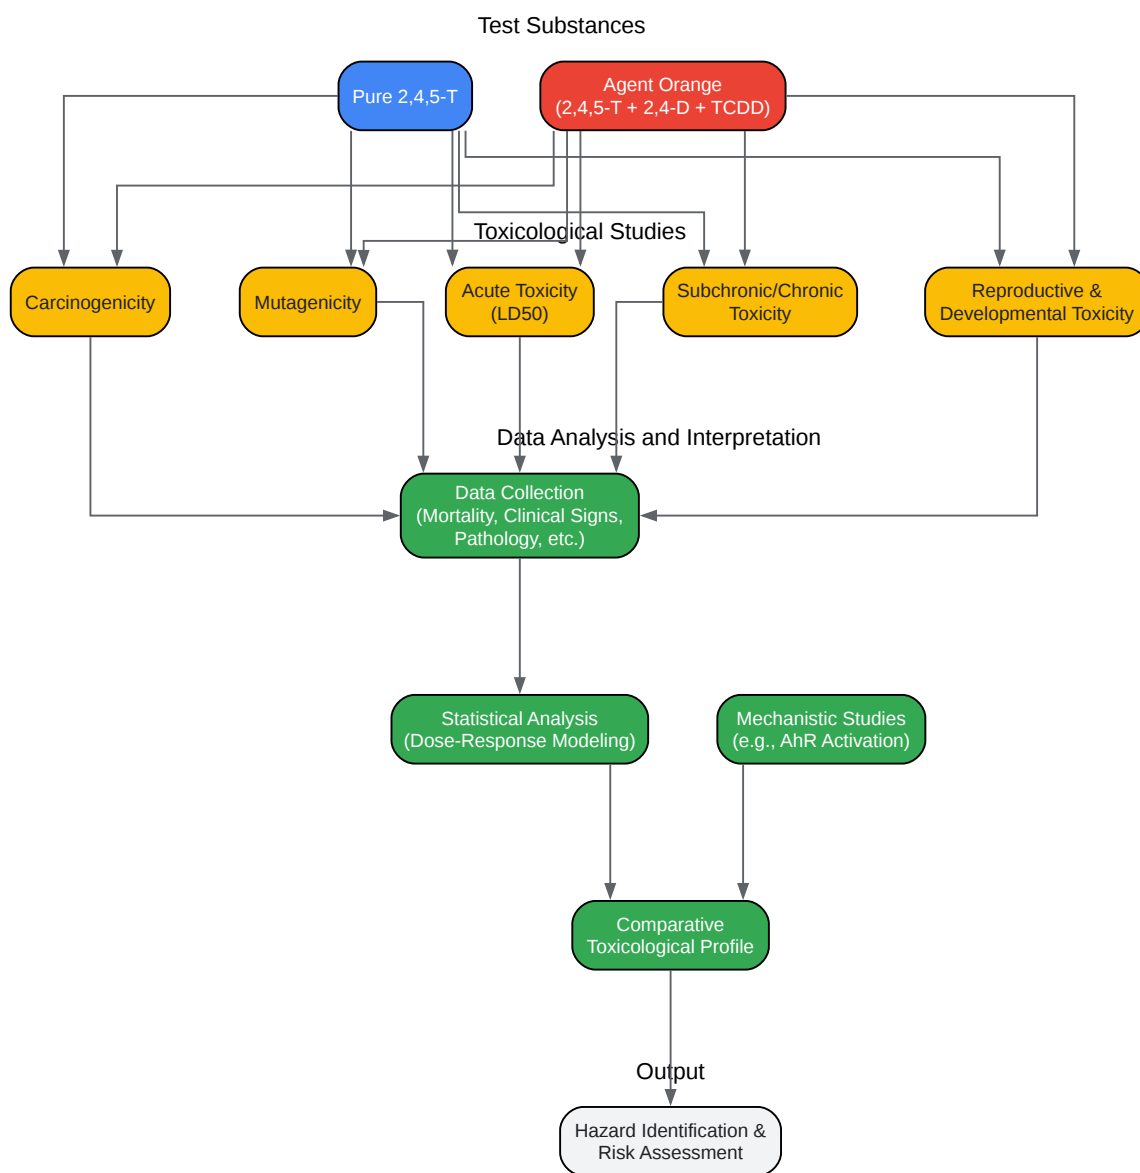 Test Substances
Pure 2,4,5-T
Agent Orange
(2,4,5-T + 2,4-D + TCDD)
Toxicological Studies
Carcinogenicity
Mutagenicity
Acute Toxicity
(LD50)
Subchronic/Chronic
Toxicity
Reproductive &
Developmental Toxicity
Data Analysis and Interpretation
Data Collection
(Mortality, Clinical Signs,
Pathology, etc.)
Statistical Analysis
(Dose-Response Modeling)
Mechanistic Studies
(e.g., AhR Activation)
Comparative
Toxicological Profile
Output
Hazard Identification &
Risk Assessment